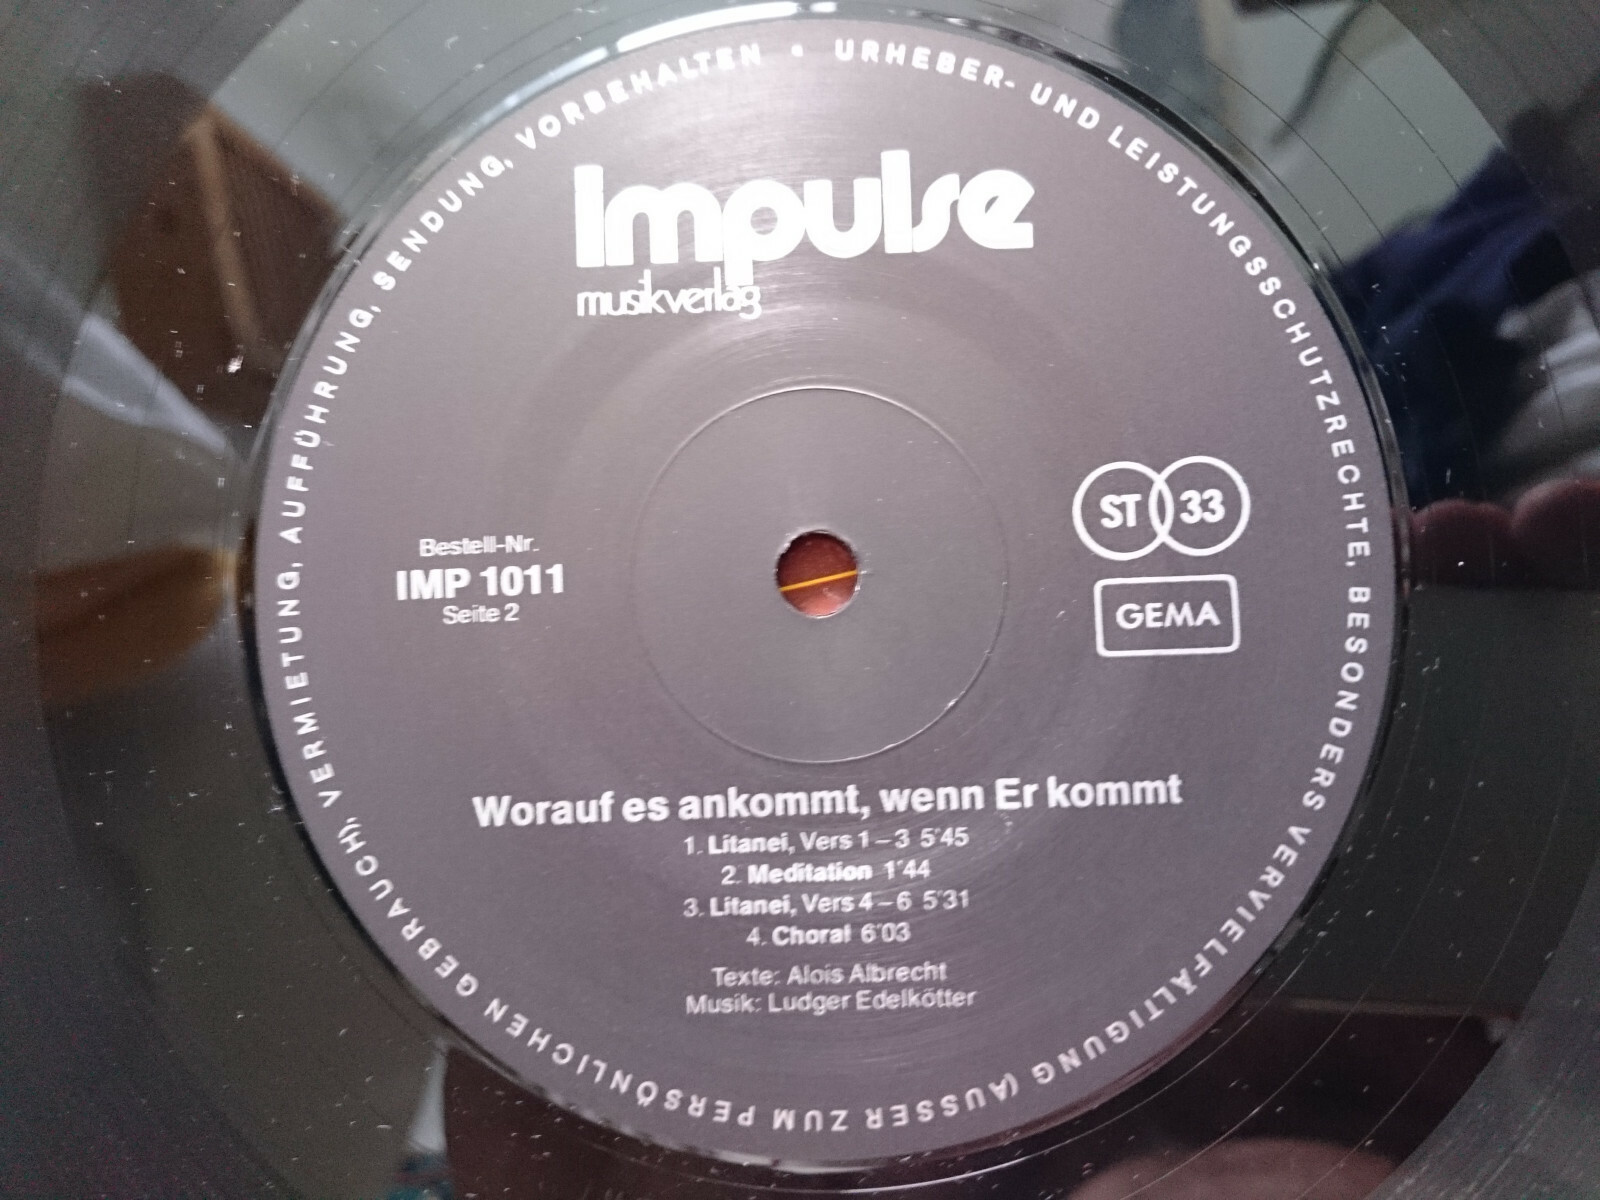 URHEBER- UND LEISTUNGSSCHUTZRECHTE, BESONDERS VERVIELFÄLTIGUNG (AUSSER ZUM PERSÖNLICHEN GEBRAUCH), VERMIETUNG, AUFFÜHRUNG, SENDUNG, VORBEHALTEN •
Impulse
musikverlag
ST 33
Bestell-Nr.
IMP 1011
Seite 2
GEMA
Worauf es ankommt, wenn Er kommt
1. Litanei, Vers 1–3 5'45
2. Meditation 1'44
3. Litanei, Vers 4–6 5'31
4. Choral 6'03
Texte: Alois Albrecht
Musik: Ludger Edelkötter